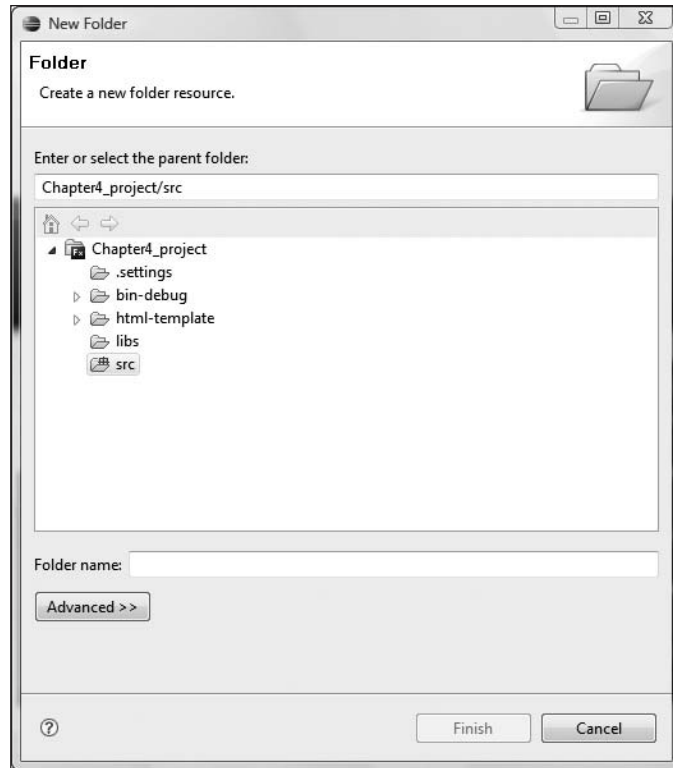 New Folder
Folder
Create a new folder resource.
Enter or select the parent folder:
Chapter4_project/src
Fx Chapter4_project
.settings
bin-debug
html-template
libs
src
Folder name:
Advanced >>
?
Finish Cancel